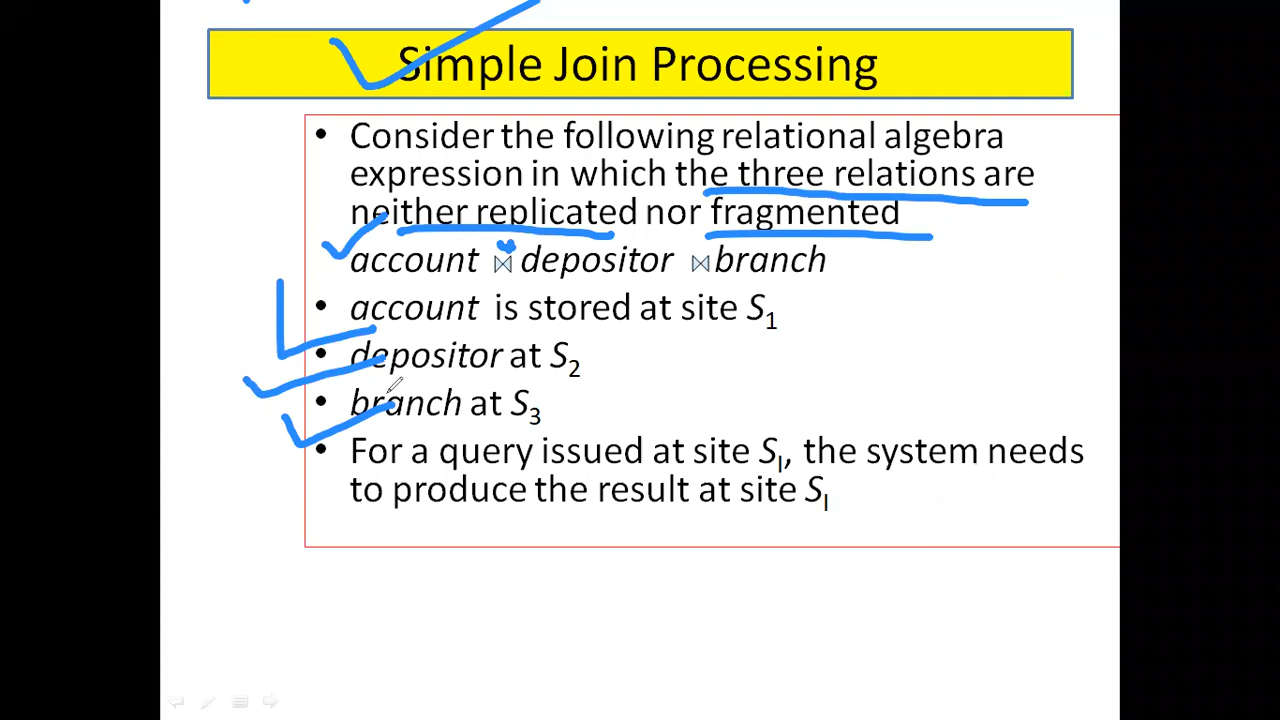 Simple Join Processing
• Consider the following relational algebra
expression in which the three relations are
neither replicated nor fragmented
account ⋈ depositor ⋈ branch
• account is stored at site S1
• depositor at S2
• branch at S3
• For a query issued at site SI, the system needs
to produce the result at site SI